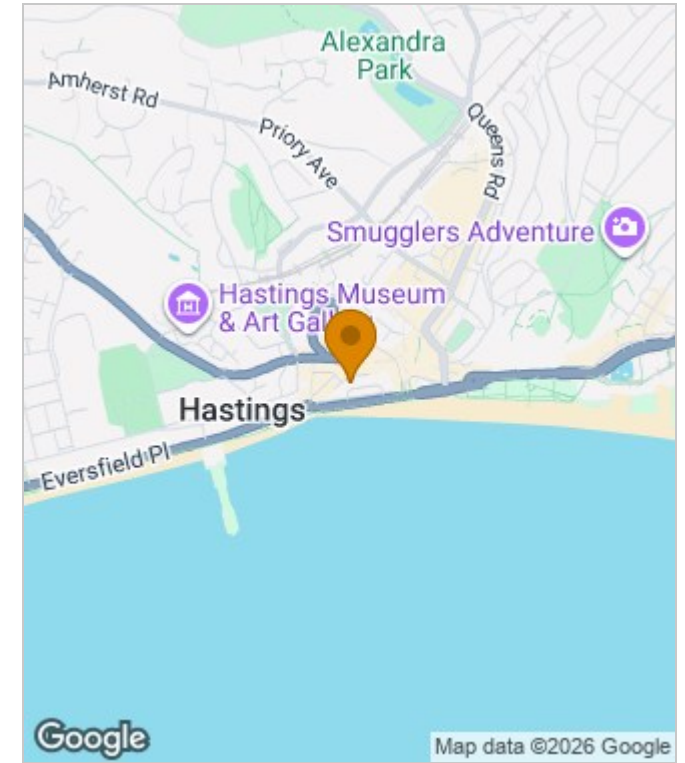 Alexandra
Park
Amherst Rd
Priory Ave
Queens Rd
Smugglers Adventure
Hastings Museum
& Art Gallery
Hastings
Eversfield Pl
Google
Map data ©2026 Google